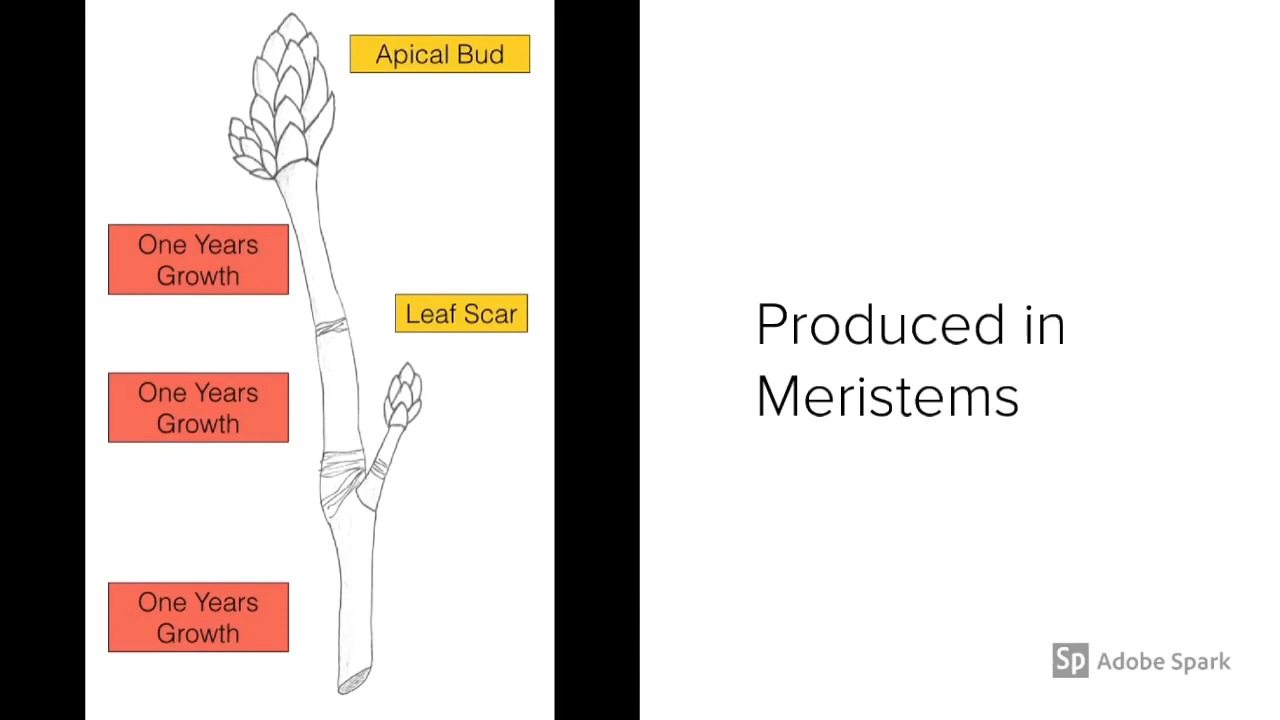 Apical Bud
One Years
Growth
Leaf Scar
One Years
Growth
One Years
Growth
Produced in
Meristems
Sp Adobe Spark